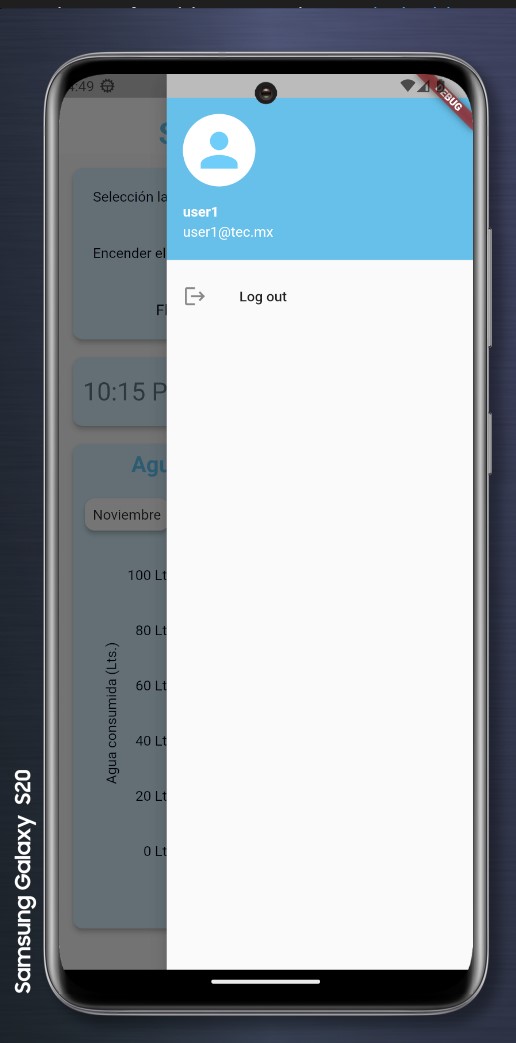 4:49
DEBUG
user1
user1@tec.mx
Log out
S
Selección la
Encender el
10:15 P
Agu
Noviembre
100 Lt
80 Lt
60 Lt
40 Lt
20 Lt
0 Lt
Agua consumida (Lts.)
Samsung Galaxy S20